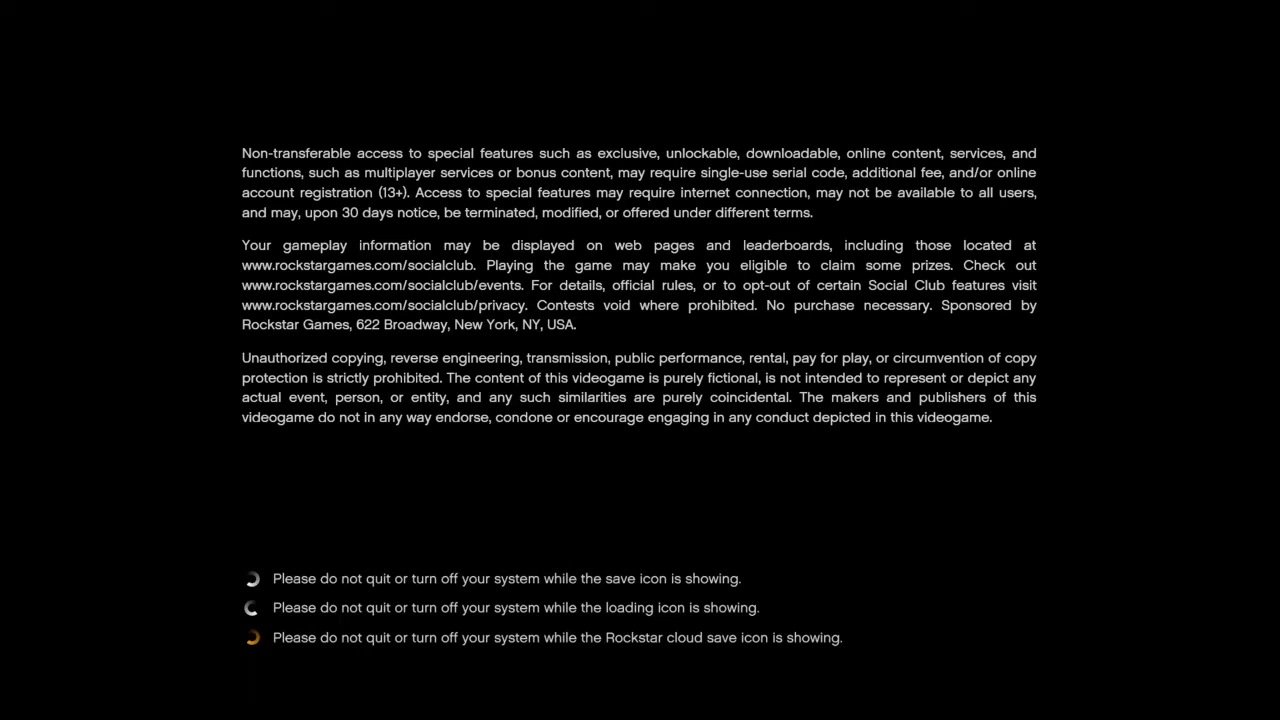 Non-transferable access to special features such as exclusive, unlockable, downloadable, online content, services, and
functions, such as multiplayer services or bonus content, may require single-use serial code, additional fee, and/or online
account registration (13+). Access to special features may require internet connection, may not be available to all users,
and may, upon 30 days notice, be terminated, modified, or offered under different terms.
Your gameplay information may be displayed on web pages and leaderboards, including those located at
www.rockstargames.com/socialclub. Playing the game may make you eligible to claim some prizes. Check out
www.rockstargames.com/socialclub/events. For details, official rules, or to opt-out of certain Social Club features visit
www.rockstargames.com/socialclub/privacy. Contests void where prohibited. No purchase necessary. Sponsored by
Rockstar Games, 622 Broadway, New York, NY, USA.
Unauthorized copying, reverse engineering, transmission, public performance, rental, pay for play, or circumvention of copy
protection is strictly prohibited. The content of this videogame is purely fictional, is not intended to represent or depict any
actual event, person, or entity, and any such similarities are purely coincidental. The makers and publishers of this
videogame do not in any way endorse, condone or encourage engaging in any conduct depicted in this videogame.
Please do not quit or turn off your system while the save icon is showing.
Please do not quit or turn off your system while the loading icon is showing.
Please do not quit or turn off your system while the Rockstar cloud save icon is showing.